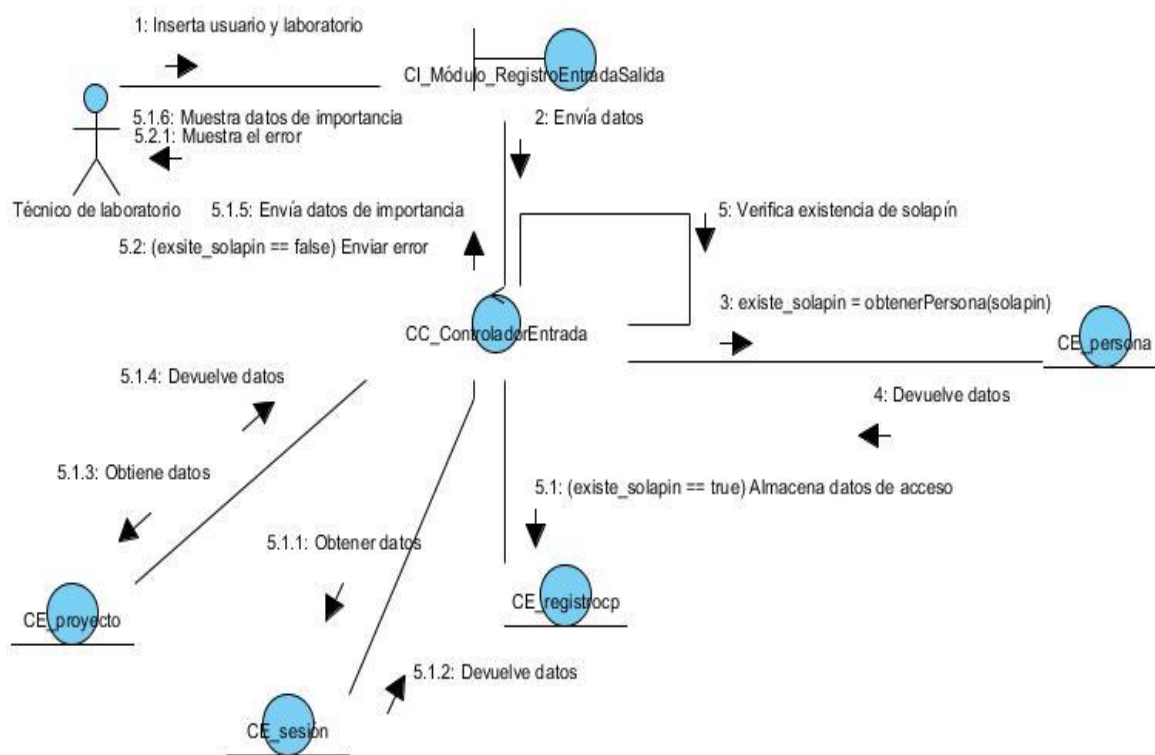 1: Inserta usuario y laboratorio
CI_Módulo_RegistroEntradaSalida
5.1.6: Muestra datos de importancia
5.2.1: Muestra el error
2: Envía datos
Técnico de laboratorio
5.1.5: Envía datos de importancia
5: Verifica existencia de solapín
5.2: (exsite_solapin == false) Enviar error
3: existe_solapin = obtenerPersona(solapin)
CC_ControladorEntrada
CE_persona
5.1.4: Devuelve datos
4: Devuelve datos
5.1.3: Obtiene datos
5.1: (existe_solapin == true) Almacena datos de acceso
5.1.1: Obtener datos
CE_registrocp
CE_proyecto
5.1.2: Devuelve datos
CE_sesión